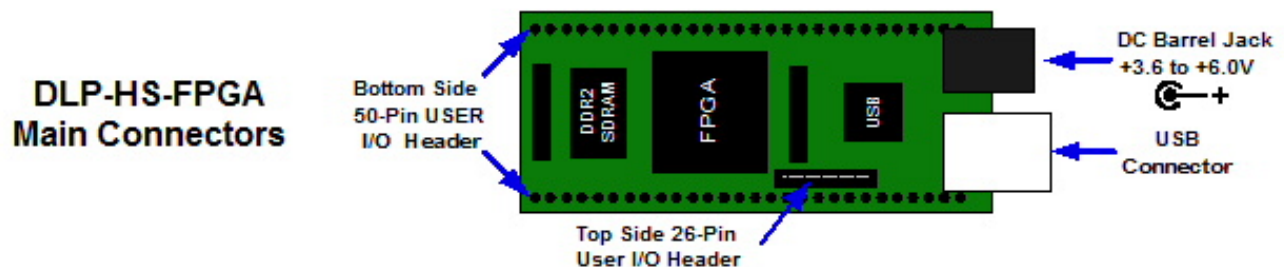 DLP-HS-FPGA
Main Connectors
Bottom Side
50-Pin USER
I/O Header
DDR2
SDRAM
FPGA
USB
Top Side 26-Pin
User I/O Header
DC Barrel Jack
+3.6 to +6.0V
+
USB
Connector